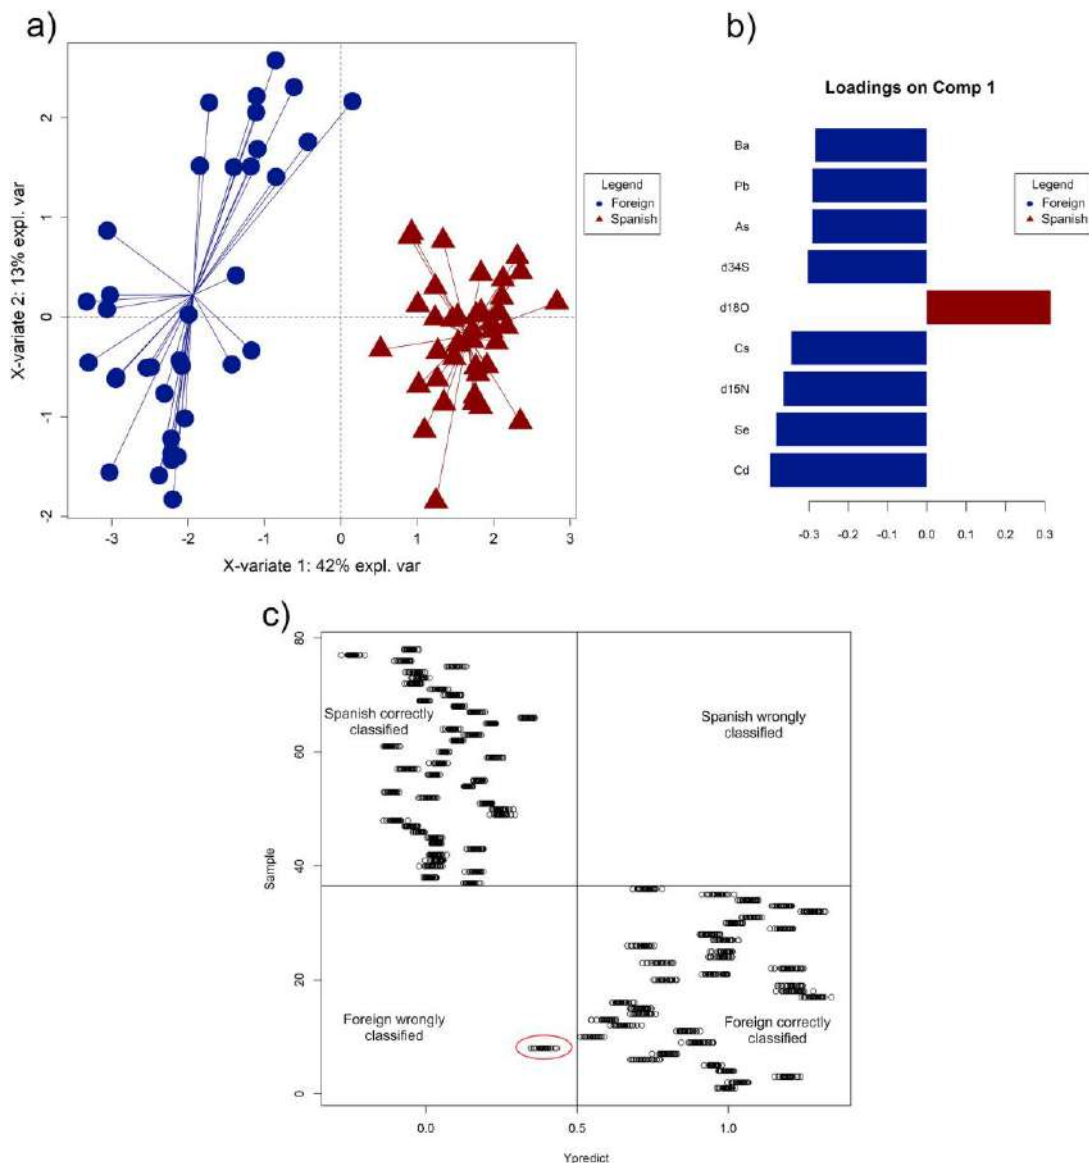 a)
2
1
0
-1
-2
X-variate 2: 13% expl. var
-3
-2
-1
0
1
2
3
X-variate 1: 42% expl. var
Legend
Foreign
Spanish
b)
Loadings on Comp 1
Ba
Pb
As
d34S
d18O
Cs
d15N
Se
Cd
-0.3
-0.2
-0.1
0.0
0.1
0.2
0.3
Legend
Foreign
Spanish
c)
80
60
40
20
0
Sample
Spanish correctly
classified
Spanish wrongly
classified
Foreign wrongly
classified
Foreign correctly
classified
0.0
0.5
1.0
Ypredict